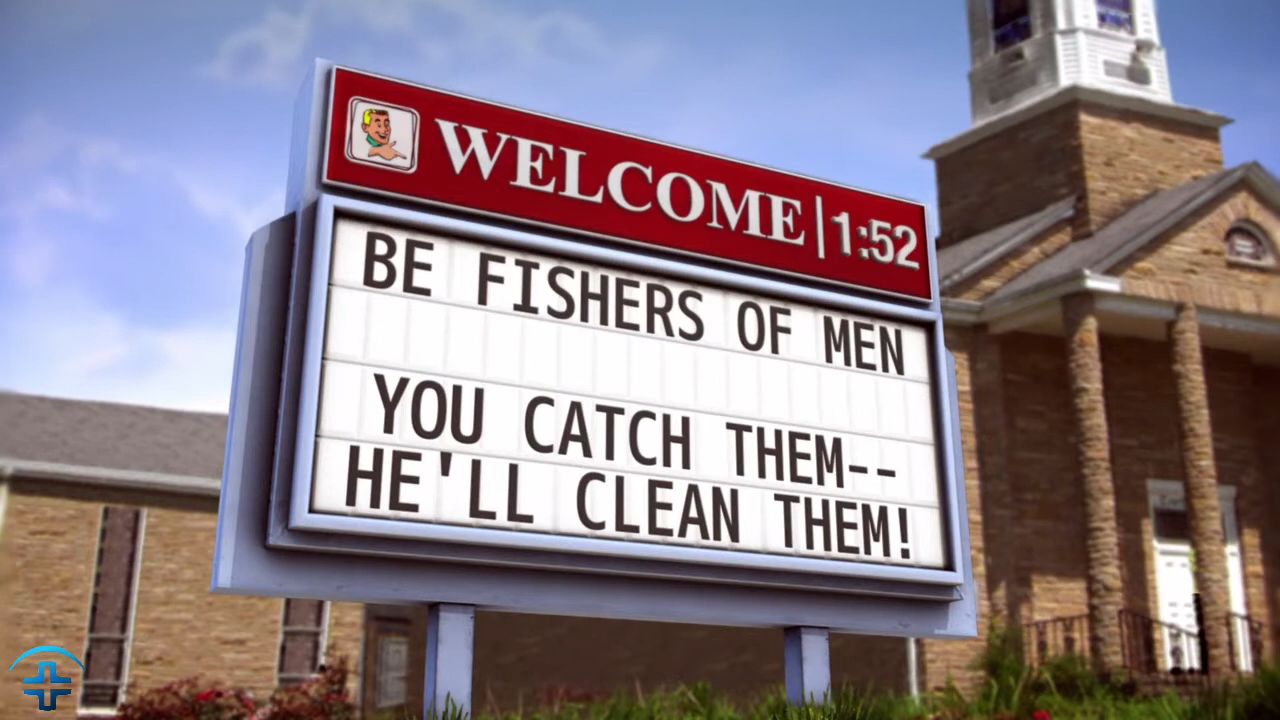 WELCOME | 1:52
BE FISHERS OF MEN
YOU CATCH THEM--
HE'LL CLEAN THEM!